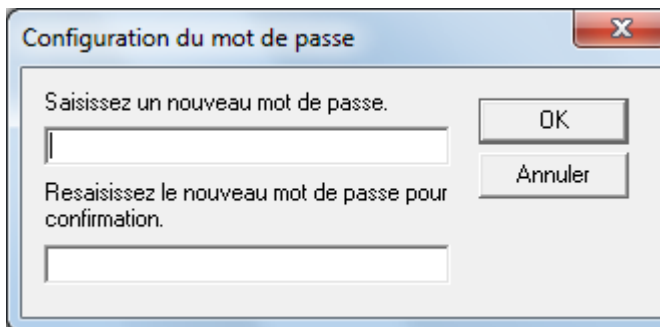 Configuration du mot de passe
Saisissez un nouveau mot de passe.
OK
Annuler
Resaisissez le nouveau mot de passe pour
confirmation.